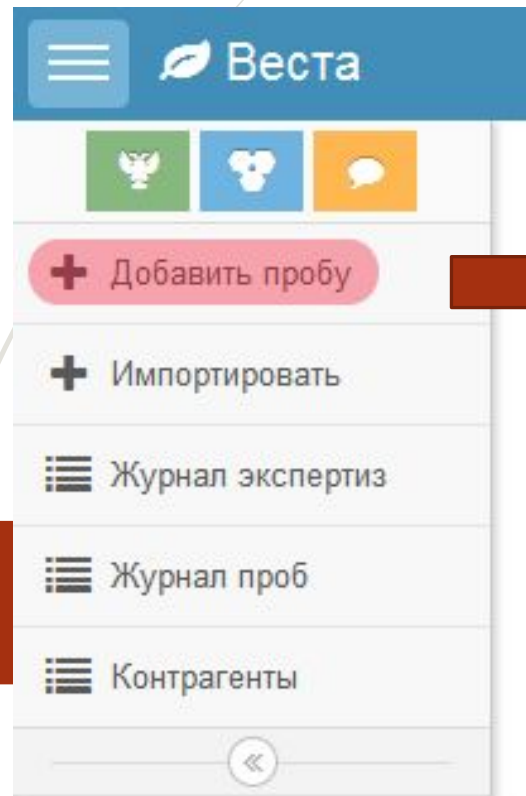 Веста
Добавить пробу
Импортировать
Журнал экспертиз
Журнал проб
Контрагенты